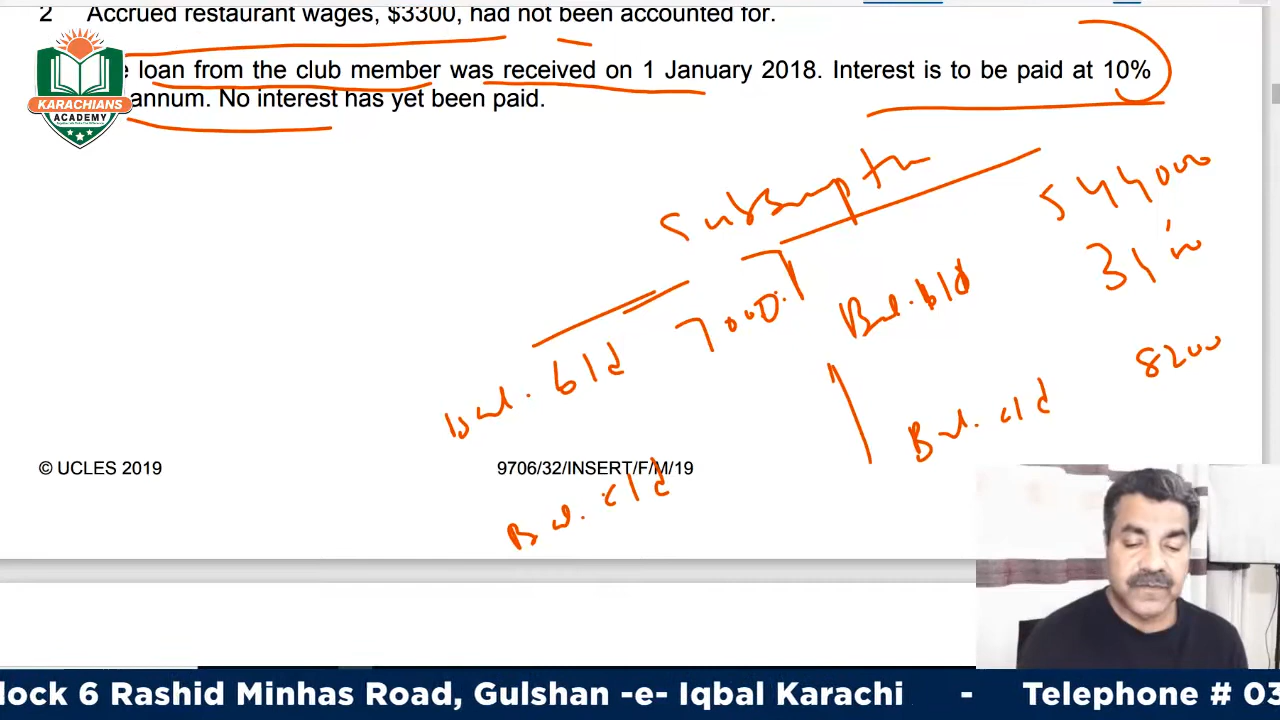 2 Accrued restaurant wages, $3300, had not been accounted for.
loan from the club member was received on 1 January 2018. Interest is to be paid at 10%
annum. No interest has yet been paid.
KARACHIANS
ACADEMY
544000
Bal. b/d
Bal. b/d 7000
8200
Bal. c/d
Bal. c/d
© UCLES 2019
9706/32/INSERT/F/M/19
lock 6 Rashid Minhas Road, Gulshan -e- Iqbal Karachi - Telephone # 03